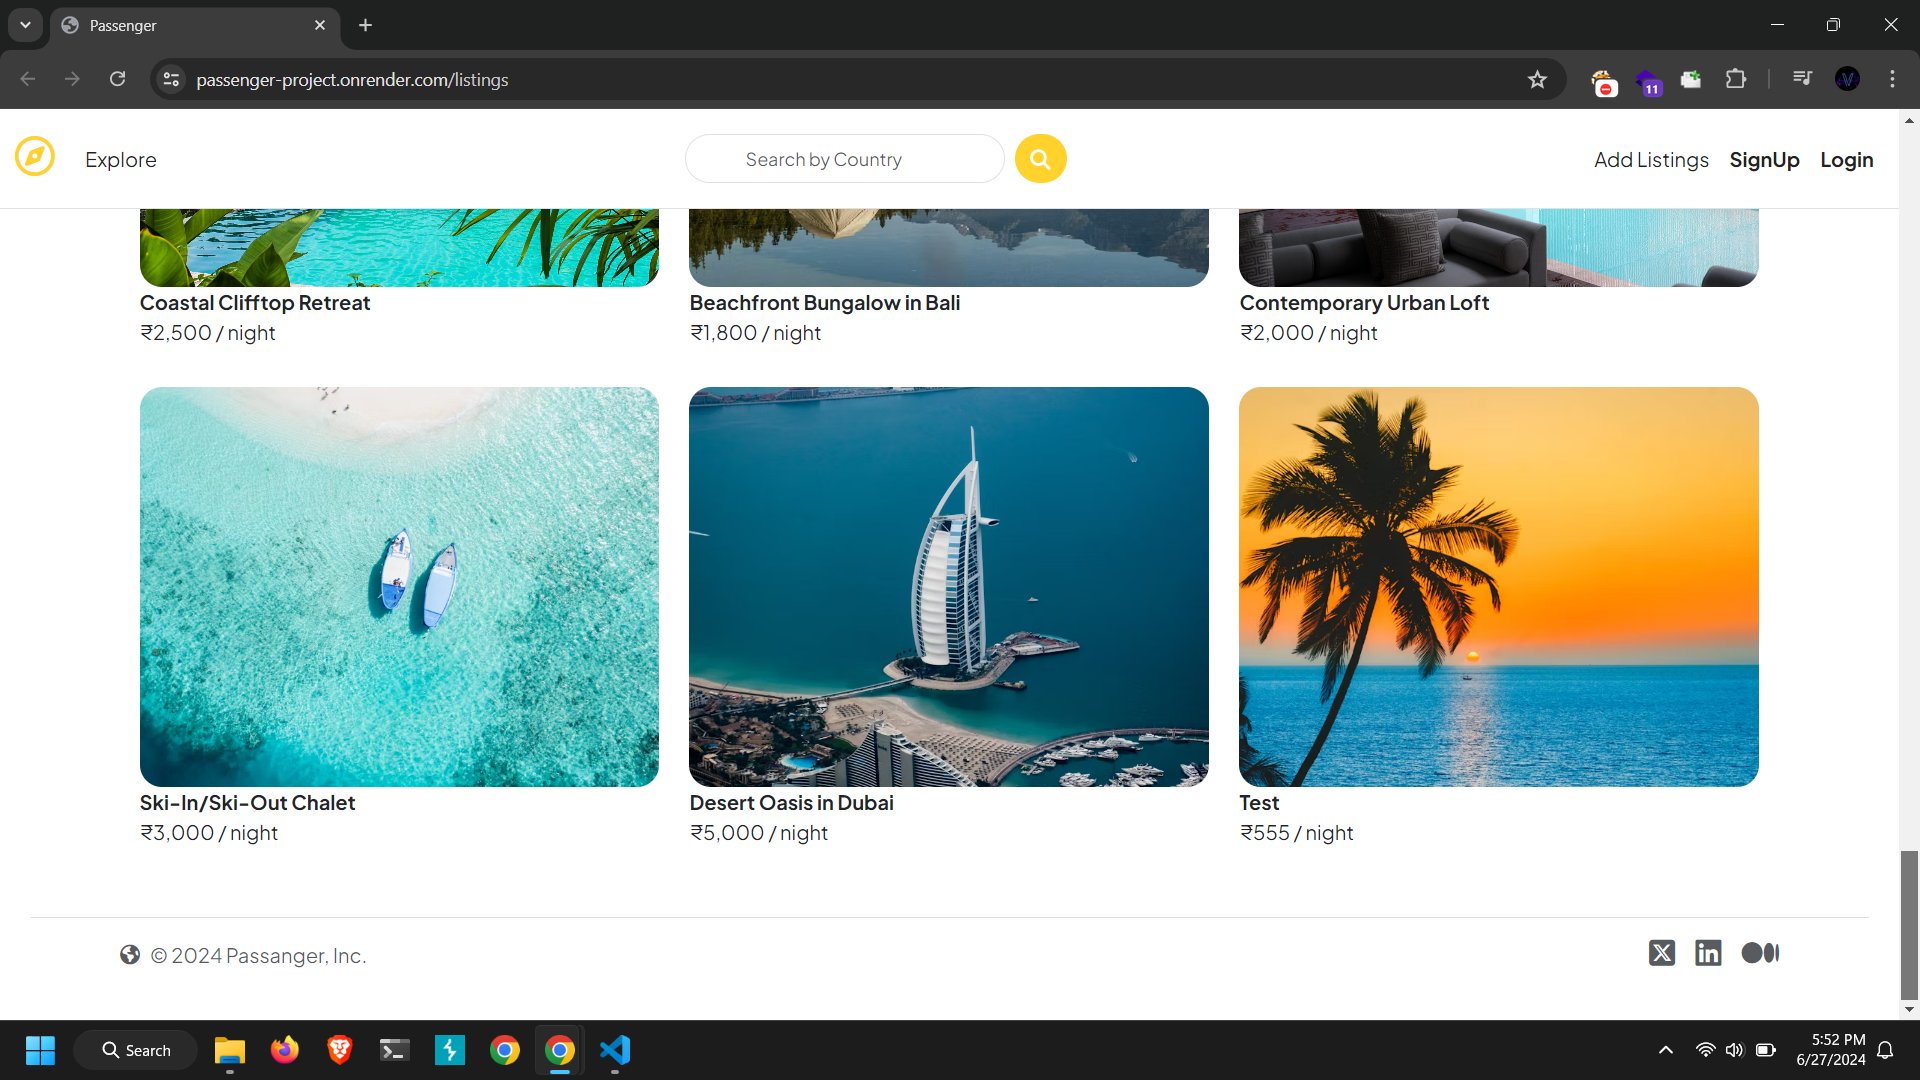 Passenger
passenger-project.onrender.com/listings
11
Explore
Search by Country
Add Listings
SignUp
Login
Coastal Clifftop Retreat
₹2,500 / night
Beachfront Bungalow in Bali
₹1,800 / night
Contemporary Urban Loft
₹2,000 / night
Ski-In/Ski-Out Chalet
₹3,000 / night
Desert Oasis in Dubai
₹5,000 / night
Test
₹555 / night
© 2024 Passanger, Inc.
Search
5:52 PM
6/27/2024